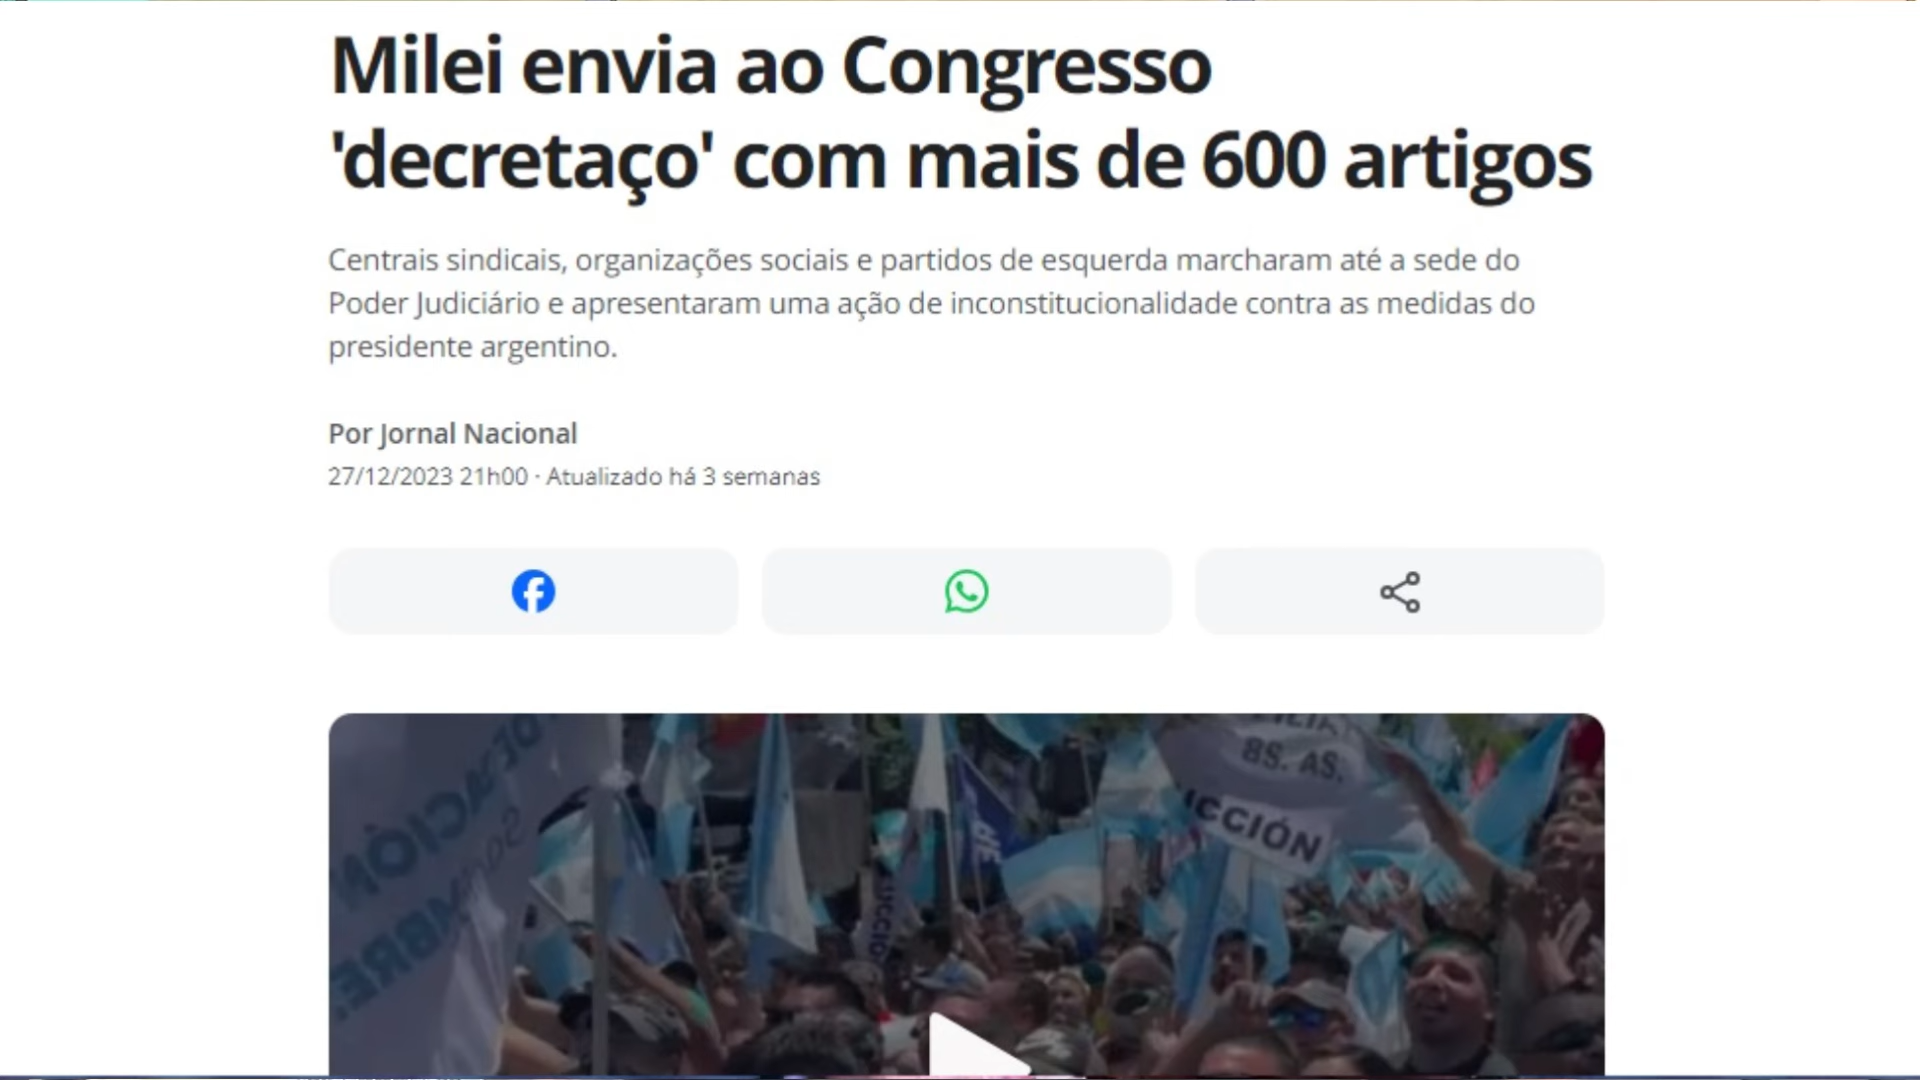 Milei envia ao Congresso
'decretaço' com mais de 600 artigos
Centrais sindicais, organizações sociais e partidos de esquerda marcharam até a sede do
Poder Judiciário e apresentaram uma ação de inconstitucionalidade contra as medidas do
presidente argentino.
Por Jornal Nacional
27/12/2023 21h00 · Atualizado há 3 semanas
BS. AS.
UCCIÓN